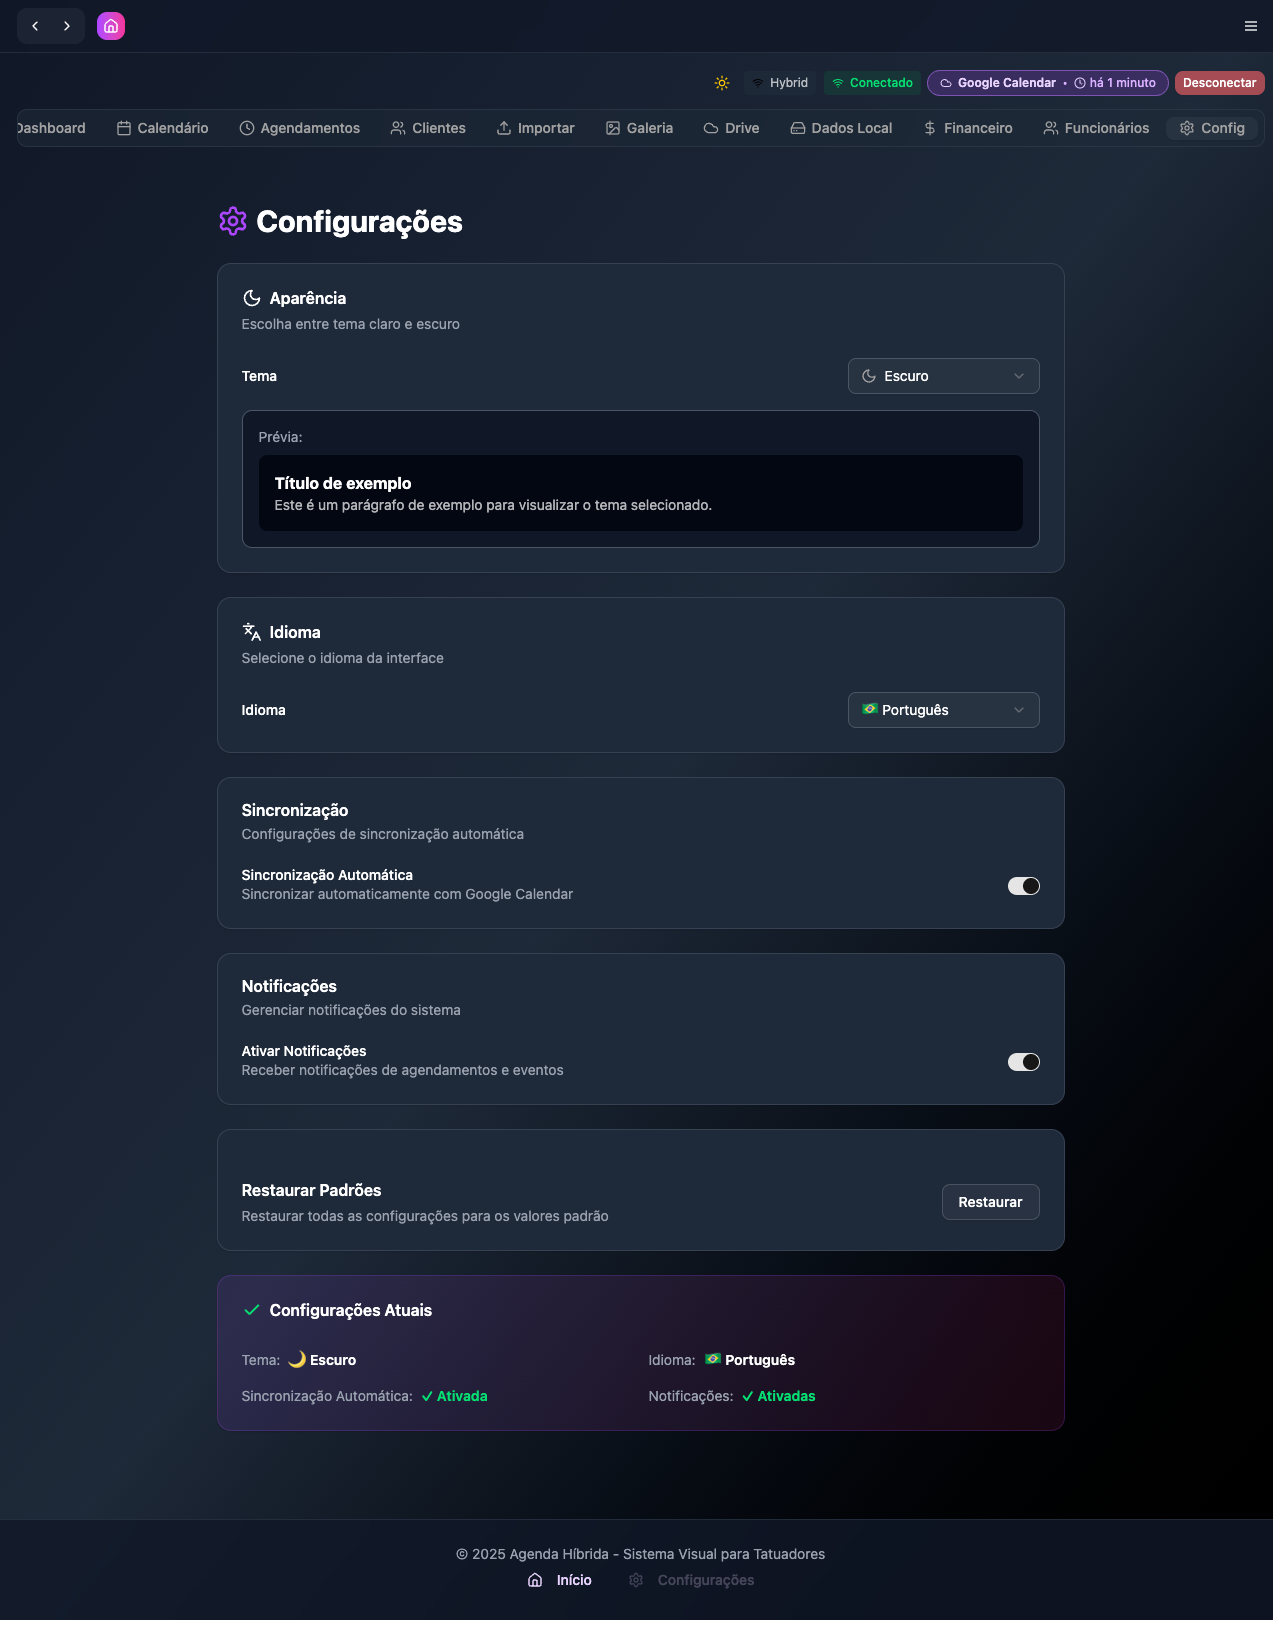 Hybrid
Conectado
Google Calendar • há 1 minuto
Desconectar
Dashboard
Calendário
Agendamentos
Clientes
Importar
Galeria
Drive
Dados Local
Financeiro
Funcionários
Config
Configurações
Aparência
Escolha entre tema claro e escuro
Tema
Escuro
Prévia:
Título de exemplo
Este é um parágrafo de exemplo para visualizar o tema selecionado.
Idioma
Selecione o idioma da interface
Idioma
Português
Sincronização
Configurações de sincronização automática
Sincronização Automática
Sincronizar automaticamente com Google Calendar
Notificações
Gerenciar notificações do sistema
Ativar Notificações
Receber notificações de agendamentos e eventos
Restaurar Padrões
Restaurar todas as configurações para os valores padrão
Restaurar
Configurações Atuais
Tema: 🌙 Escuro
Idioma: 🇧🇷 Português
Sincronização Automática: ✓ Ativada
Notificações: ✓ Ativadas
© 2025 Agenda Híbrida - Sistema Visual para Tatuadores
Início
Configurações